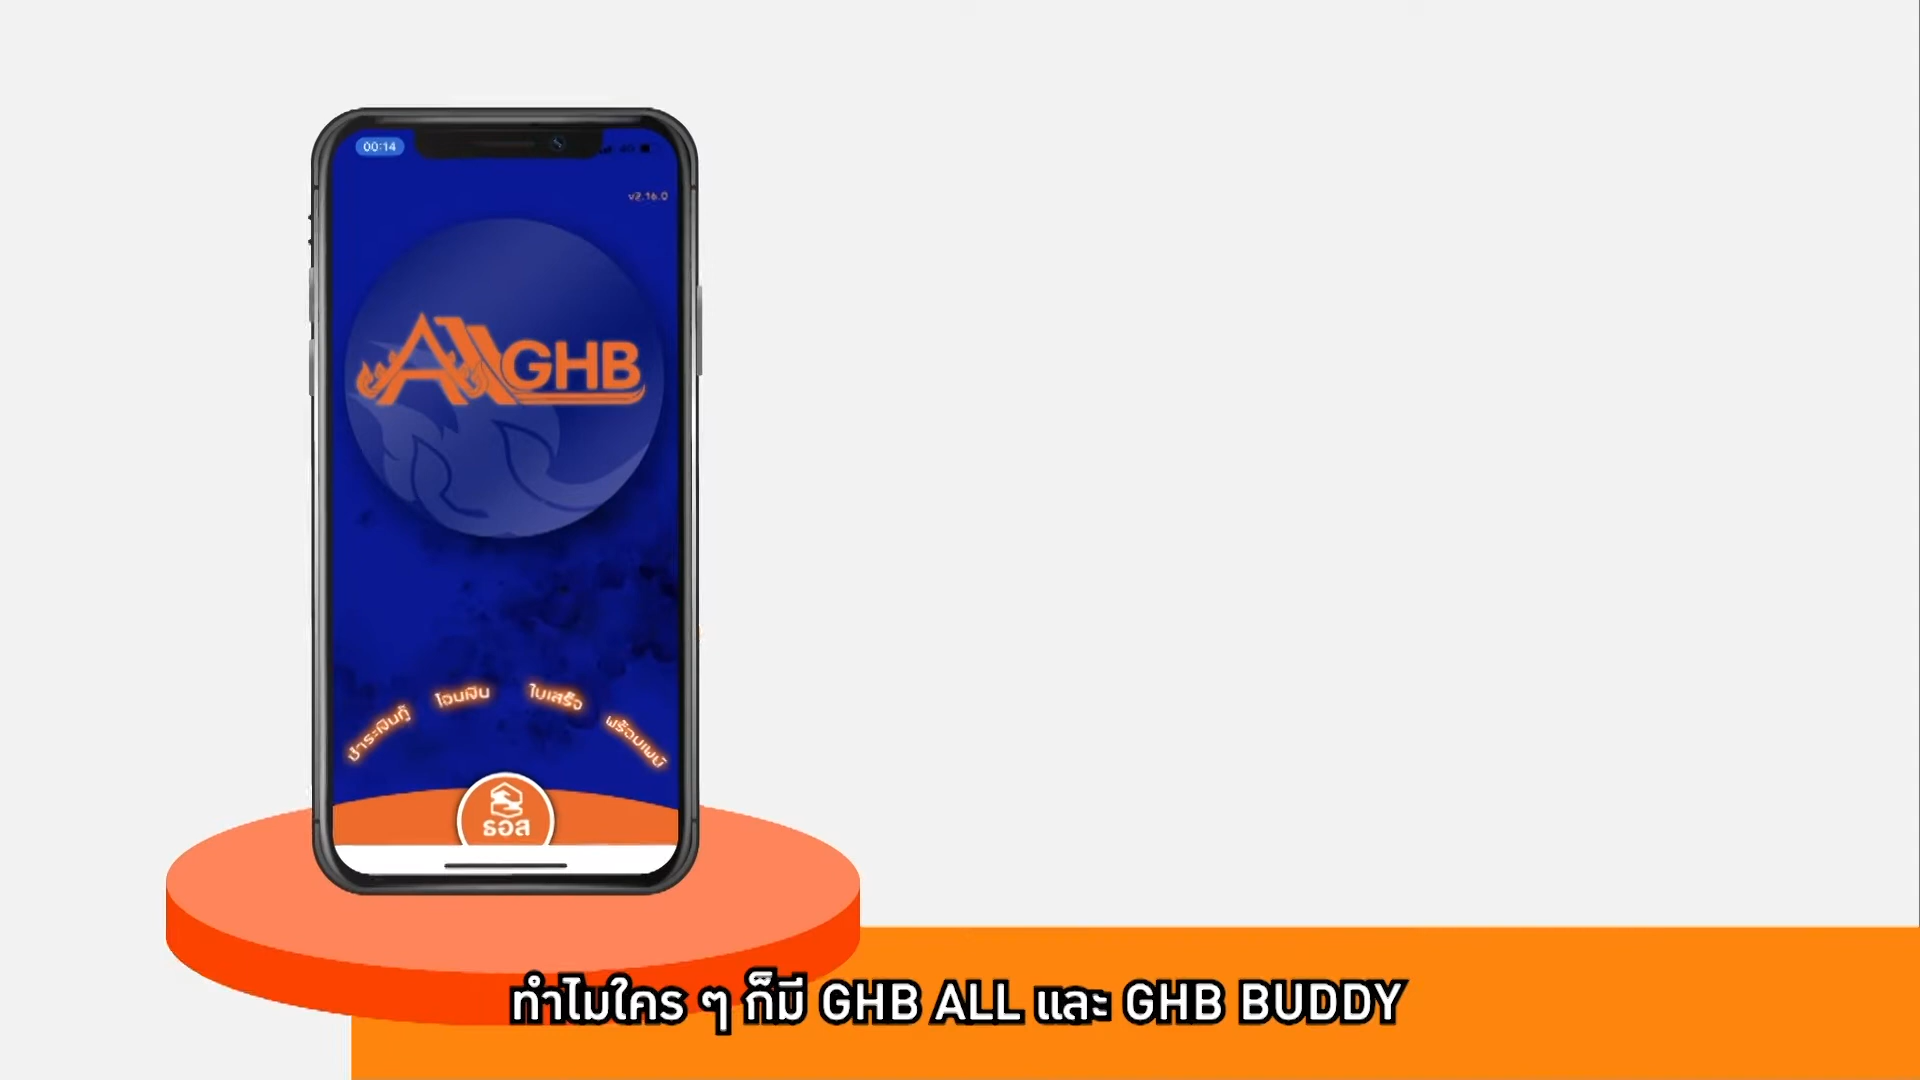 00:14
v2.16.0
All GHB
ชำระเงินกู้
โอนเงิน
ใบเสร็จ
พร้อมเพย์
ธอส
ทำไมใคร ๆ ก็มี GHB ALL และ GHB BUDDY